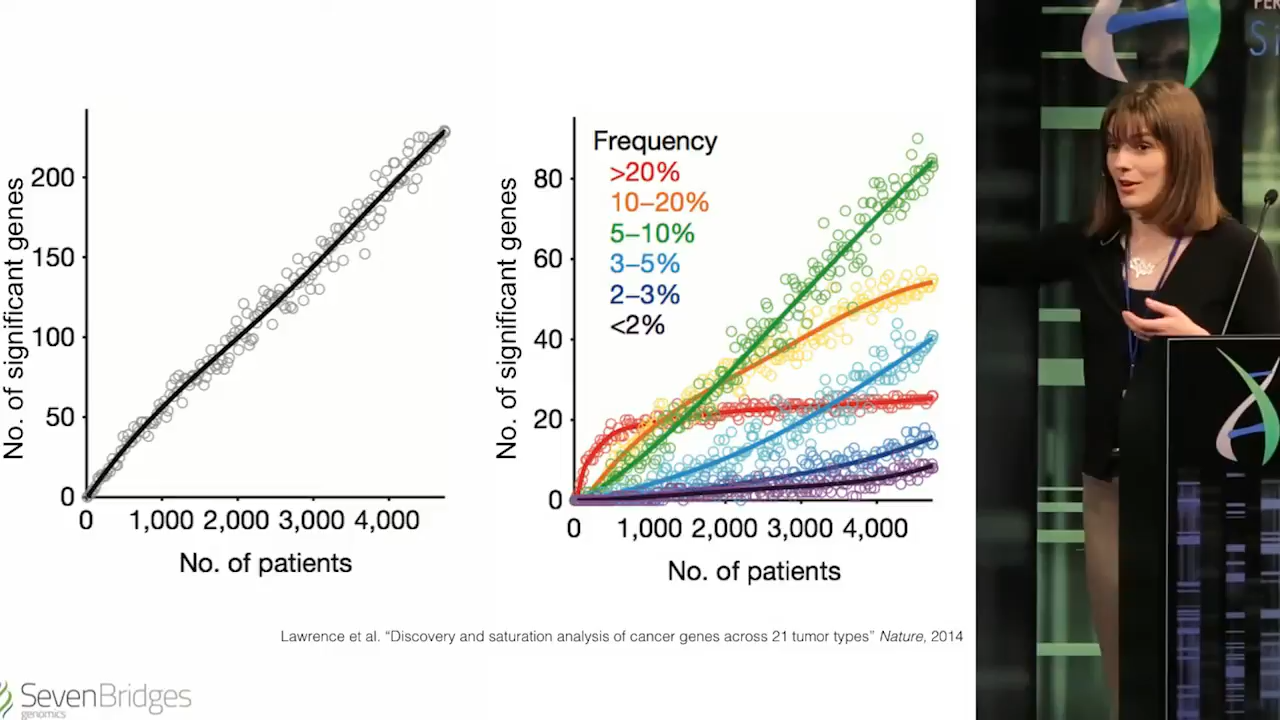 No. of significant genes
200
150
100
50
0
0 1,000 2,000 3,000 4,000
No. of patients
No. of significant genes
80
60
40
20
0
Frequency
>20%
10–20%
5–10%
3–5%
2–3%
<2%
0 1,000 2,000 3,000 4,000
No. of patients
Lawrence et al. “Discovery and saturation analysis of cancer genes across 21 tumor types” Nature, 2014
SevenBridges
genomics